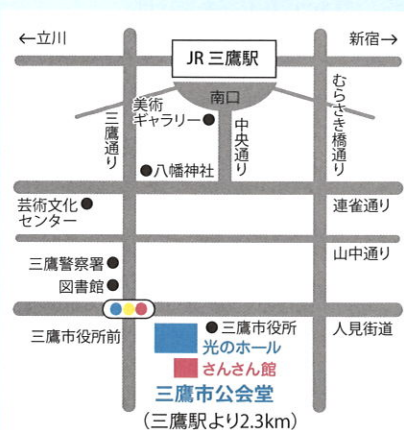 ←立川
新宿→
JR 三鷹駅
南口
美術
ギャラリー
三鷹通り
中央通り
むらさき橋通り
八幡神社
芸術文化
センター
連雀通り
山中通り
三鷹警察署
図書館
三鷹市役所前
三鷹市役所
人見街道
光のホール
さんさん館
三鷹市公会堂
(三鷹駅より2.3km)